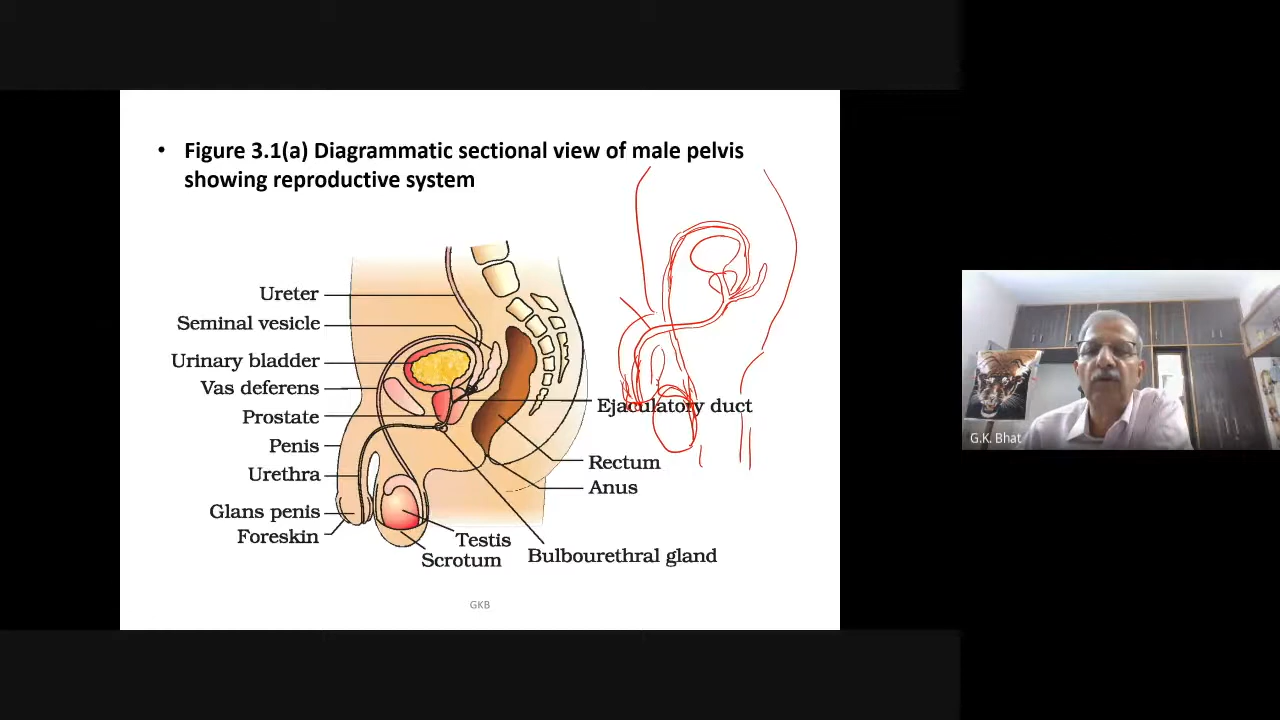 • Figure 3.1(a) Diagrammatic sectional view of male pelvis
showing reproductive system
Ureter
Seminal vesicle
Urinary bladder
Vas deferens
Prostate
Penis
Urethra
Glans penis
Foreskin
Ejaculatory duct
Rectum
Anus
Testis
Scrotum
Bulbourethral gland
GKB
G.K. Bhat